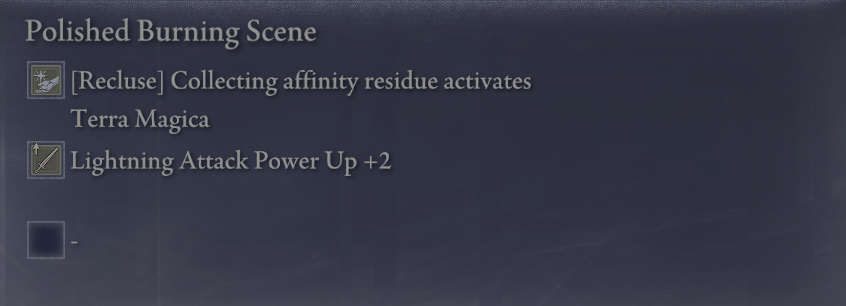 Polished Burning Scene
[Recluse] Collecting affinity residue activates
Terra Magica
Lightning Attack Power Up +2
-